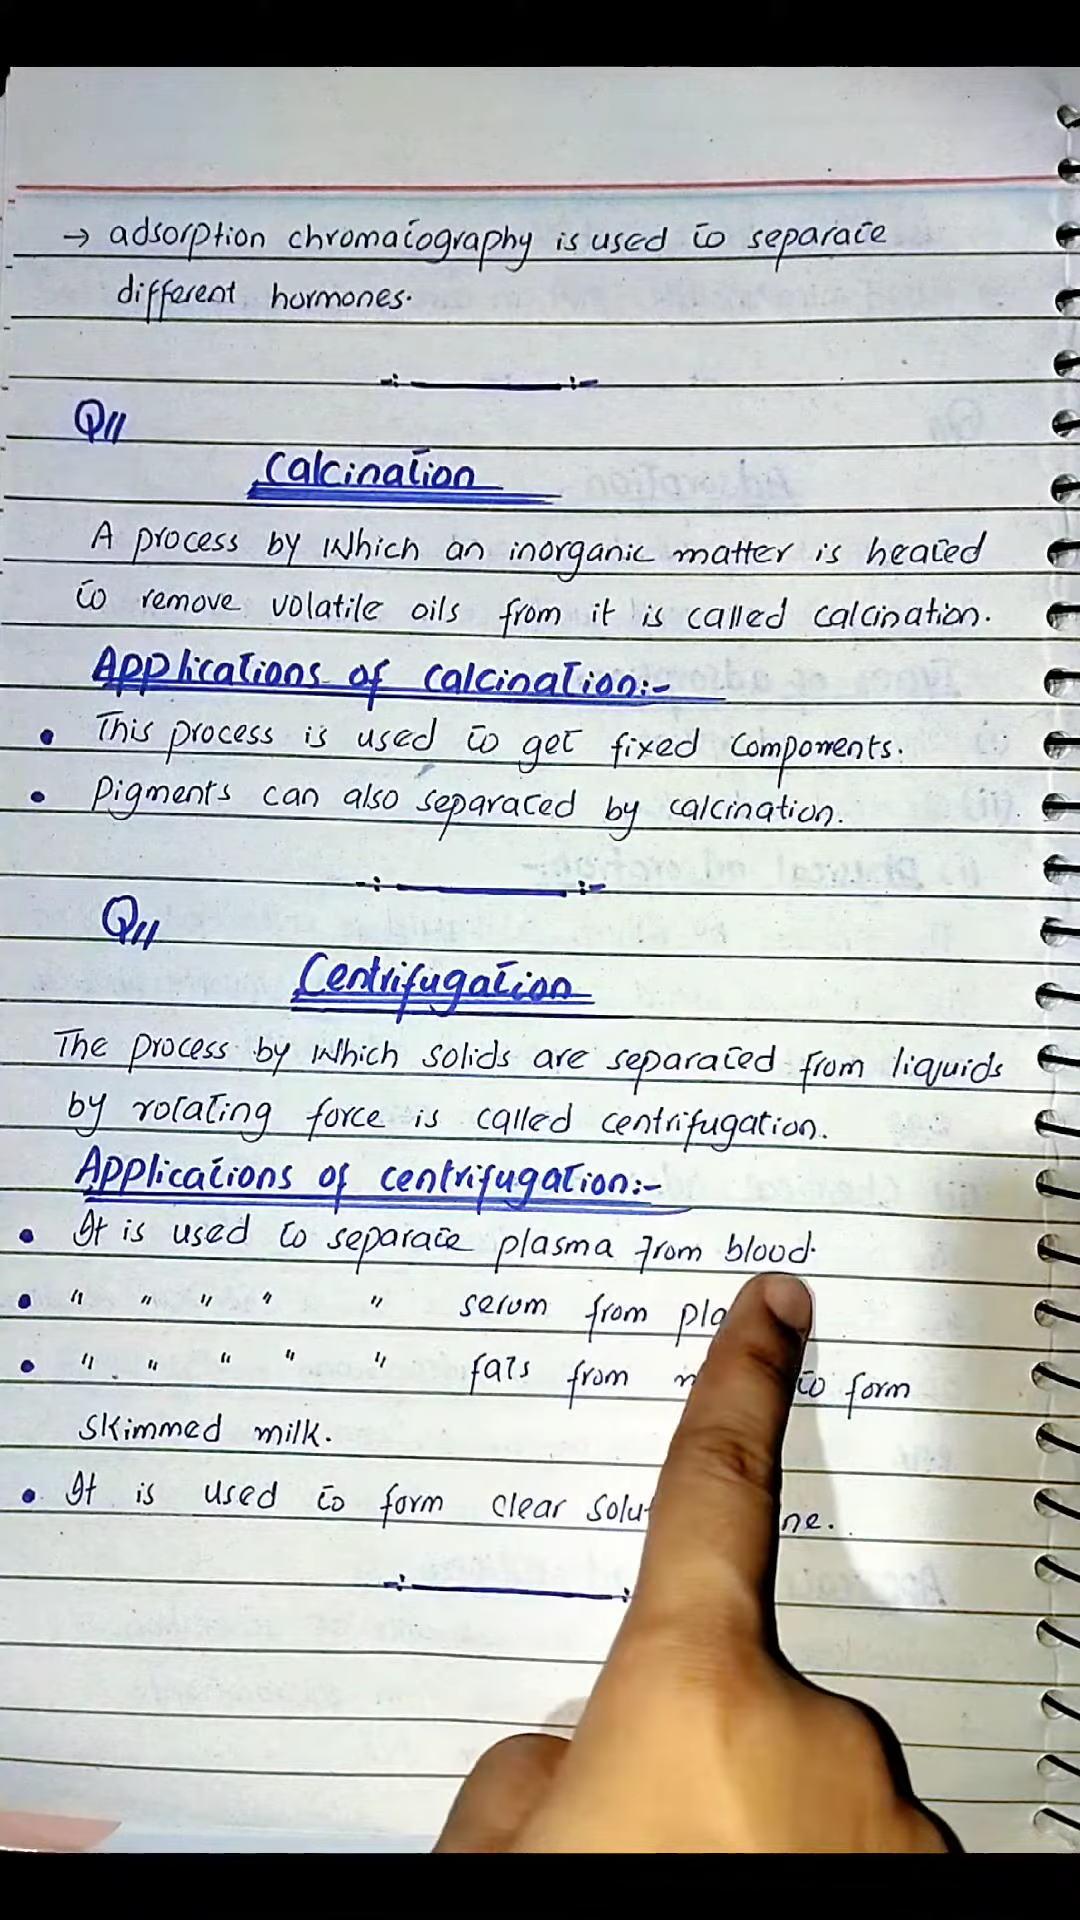 → adsorption chromatography is used to separate
different hormones.
Q//
Calcination
A process by which an inorganic matter is heated
to remove volatile oils from it is called calcination.
Applications of calcination:-
• This process is used to get fixed components.
• Pigments can also separated by calcination.
Q//
Centrifugation
The process by which solids are separated from liquids
by rotating force is called centrifugation.
Applications of centrifugation:-
• It is used to separate plasma from blood.
• " " " " " serum from
• " " " " " fats from to form
skimmed milk.
• It is used to form clear